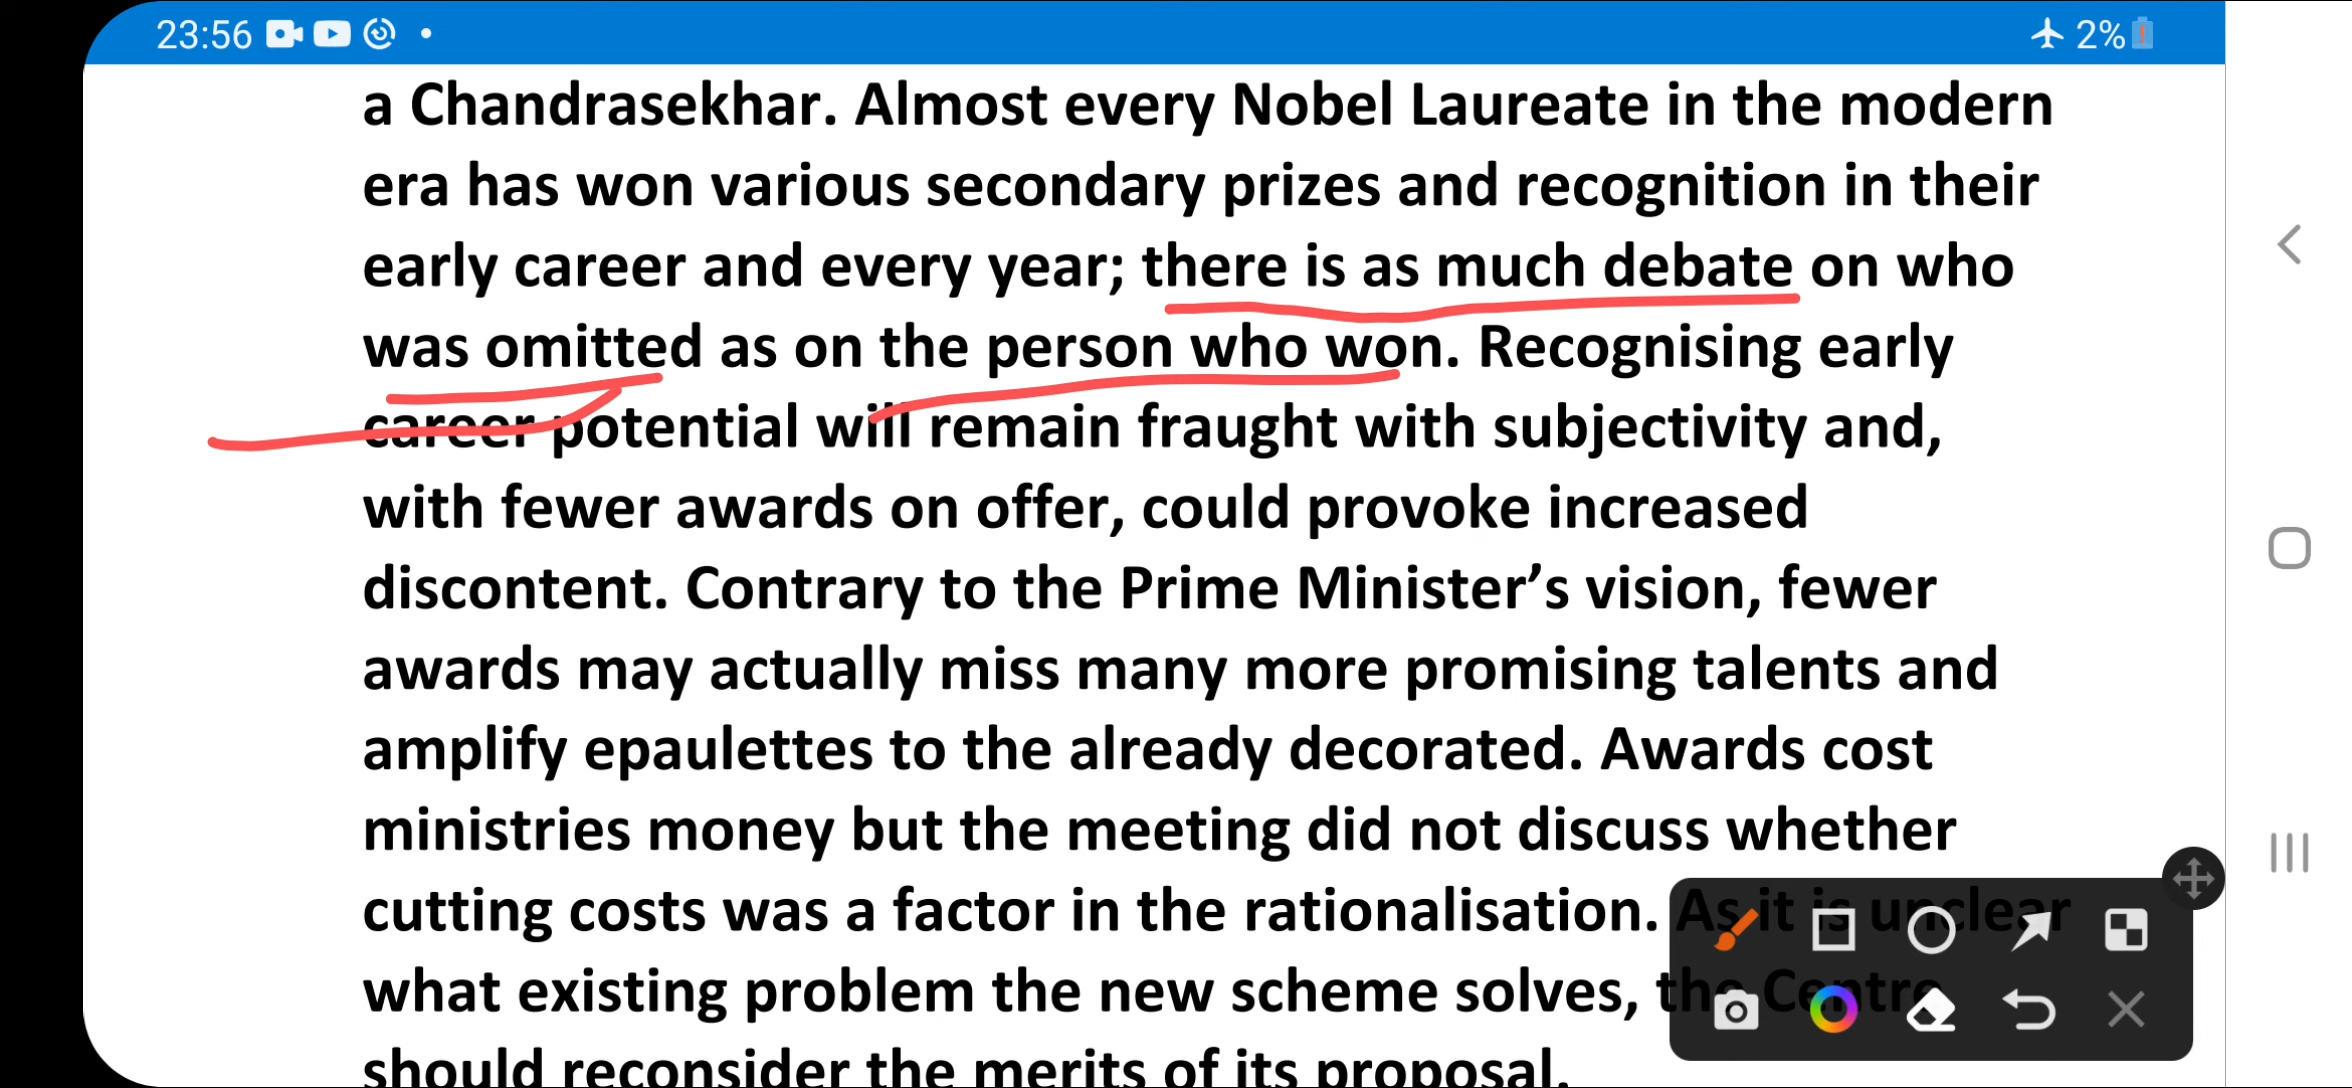 23:56
2%
a Chandrasekhar. Almost every Nobel Laureate in the modern
era has won various secondary prizes and recognition in their
early career and every year; there is as much debate on who
was omitted as on the person who won. Recognising early
career potential will remain fraught with subjectivity and,
with fewer awards on offer, could provoke increased
discontent. Contrary to the Prime Minister’s vision, fewer
awards may actually miss many more promising talents and
amplify epaulettes to the already decorated. Awards cost
ministries money but the meeting did not discuss whether
cutting costs was a factor in the rationalisation. As it is unclear
what existing problem the new scheme solves, the Centre
should reconsider the merits of its proposal.